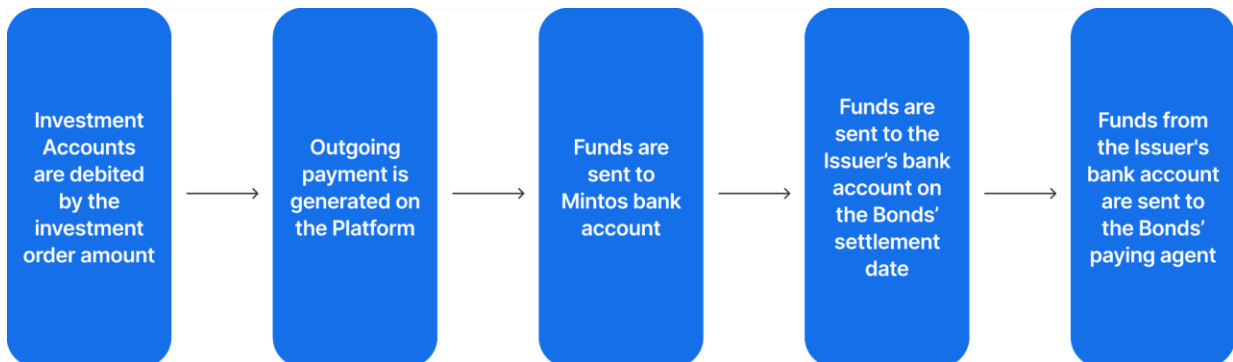 Investment
Accounts
are debited
by the
investment
order amount
Outgoing
payment is
generated on
the Platform
Funds are
sent to
Mintos bank
account
Funds are
sent to the
Issuer’s bank
account on
the Bonds’
settlement
date
Funds from
the Issuer's
bank account
are sent to
the Bonds’
paying agent